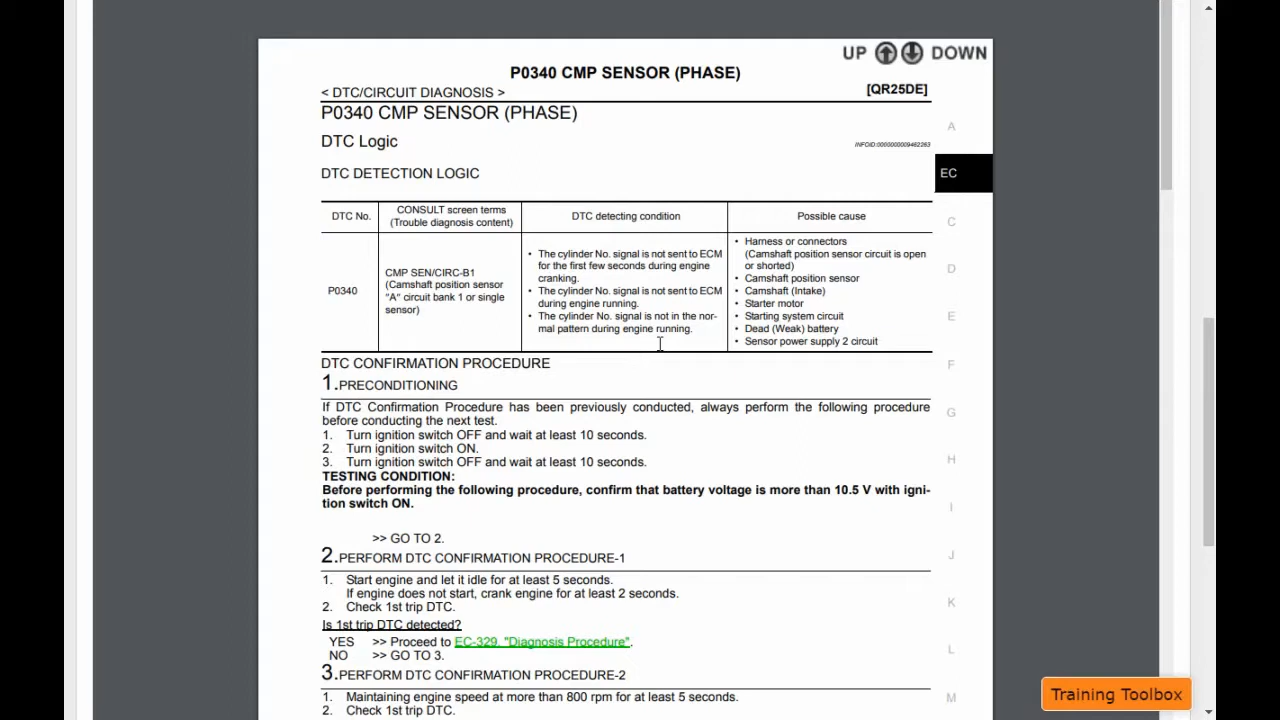 UP DOWN
P0340 CMP SENSOR (PHASE)
< DTC/CIRCUIT DIAGNOSIS > [QR25DE]
P0340 CMP SENSOR (PHASE)
A
DTC Logic
INFOID:0000000009462263
DTC DETECTION LOGIC
EC
DTC No.
CONSULT screen terms
(Trouble diagnosis content)
DTC detecting condition
Possible cause
C
P0340
CMP SEN/CIRC-B1
(Camshaft position sensor
"A" circuit bank 1 or single
sensor)
• The cylinder No. signal is not sent to ECM
for the first few seconds during engine
cranking.
• The cylinder No. signal is not sent to ECM
during engine running.
• The cylinder No. signal is not in the nor-
mal pattern during engine running.
• Harness or connectors
(Camshaft position sensor circuit is open
or shorted)
• Camshaft position sensor
• Camshaft (Intake)
• Starter motor
• Starting system circuit
• Dead (Weak) battery
• Sensor power supply 2 circuit
D
E
DTC CONFIRMATION PROCEDURE
F
1.PRECONDITIONING
If DTC Confirmation Procedure has been previously conducted, always perform the following procedure
G
before conducting the next test.
1. Turn ignition switch OFF and wait at least 10 seconds.
2. Turn ignition switch ON.
3. Turn ignition switch OFF and wait at least 10 seconds.
H
TESTING CONDITION:
Before performing the following procedure, confirm that battery voltage is more than 10.5 V with igni-
tion switch ON.
I
>> GO TO 2.
2.PERFORM DTC CONFIRMATION PROCEDURE-1
J
1. Start engine and let it idle for at least 5 seconds.
If engine does not start, crank engine for at least 2 seconds.
2. Check 1st trip DTC.
K
Is 1st trip DTC detected?
YES >> Proceed to EC-329, "Diagnosis Procedure".
NO >> GO TO 3.
L
3.PERFORM DTC CONFIRMATION PROCEDURE-2
1. Maintaining engine speed at more than 800 rpm for at least 5 seconds.
M
2. Check 1st trip DTC.
Training Toolbox